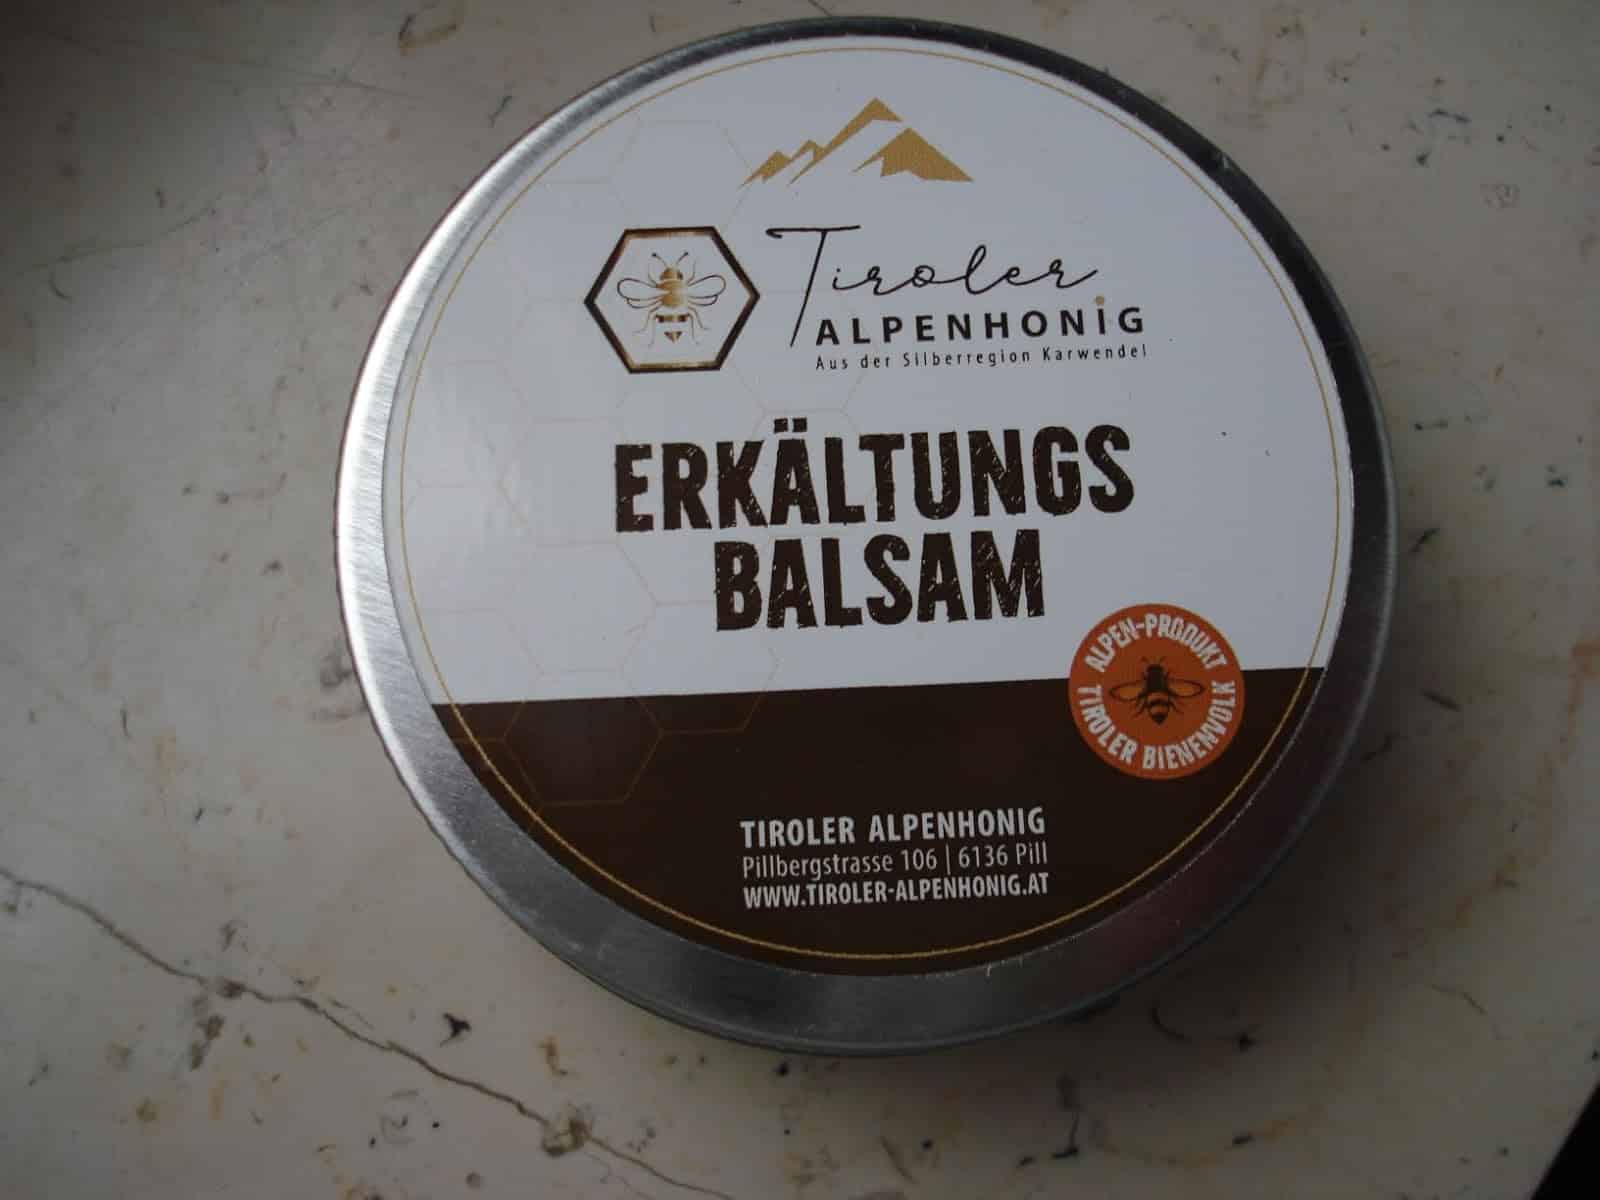 Tiroler
ALPENHONIG
Aus der Silberregion Karwendel
ERKÄLTUNGS
BALSAM
ALPEN-PRODUKT
TIROLER BIENENVOLK
TIROLER ALPENHONIG
Pillbergstrasse 106 | 6136 Pill
WWW.TIROLER-ALPENHONIG.AT